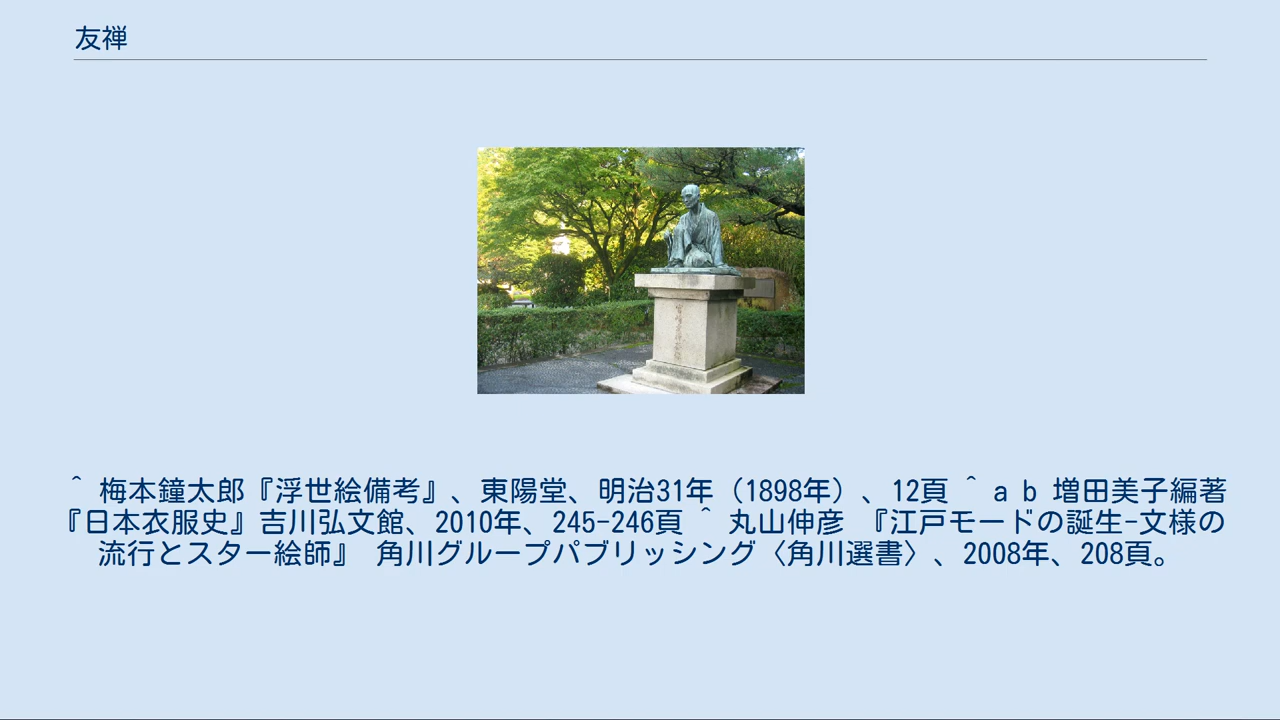 友禅
^ 梅本鐘太郎『浮世絵備考』、東陽堂、明治31年（1898年）、12頁 ^ a b 増田美子編著
『日本衣服史』吉川弘文館、2010年、245-246頁 ^ 丸山伸彦 『江戸モードの誕生-文様の
流行とスター絵師』 角川グループパブリッシング〈角川選書〉、2008年、208頁。